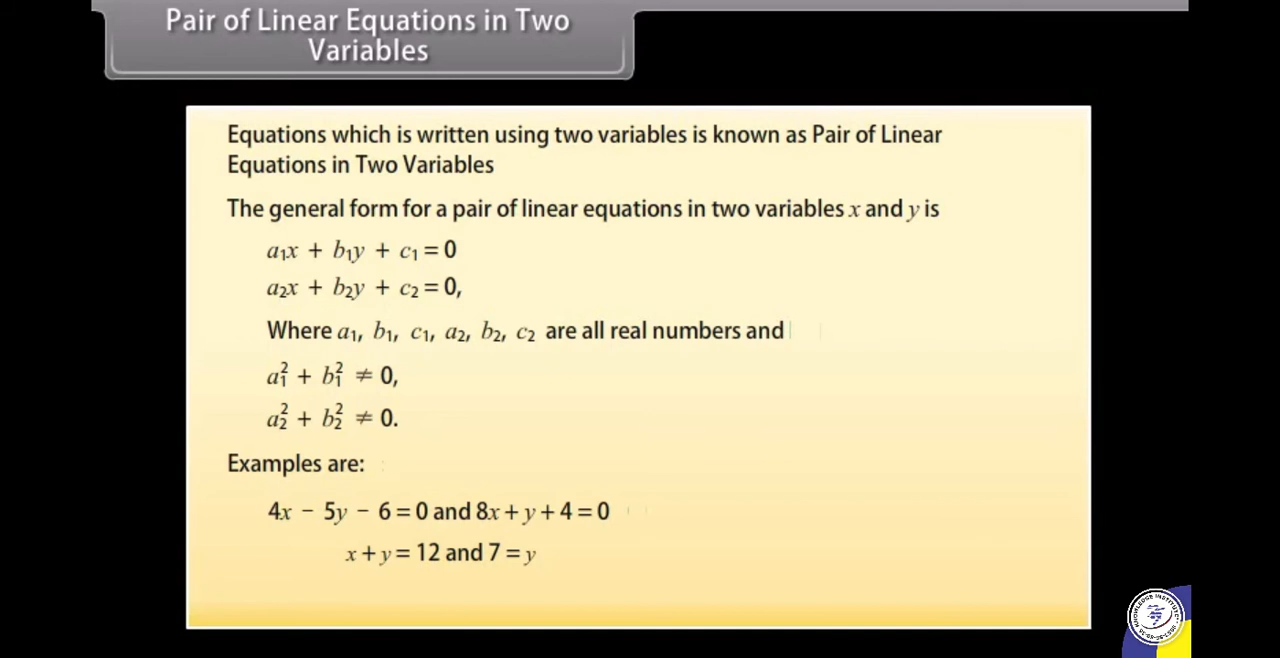 Pair of Linear Equations in Two
Variables
Equations which is written using two variables is known as Pair of Linear
Equations in Two Variables
The general form for a pair of linear equations in two variables x and y is
a₁x + b₁y + c₁ = 0
a₂x + b₂y + c₂ = 0,
Where a₁, b₁, c₁, a₂, b₂, c₂ are all real numbers and
a₁² + b₁² ≠ 0,
a₂² + b₂² ≠ 0.
Examples are:
4x − 5y − 6 = 0 and 8x + y + 4 = 0
x + y = 12 and 7 = y
KNOWLEDGE INSTITUTE